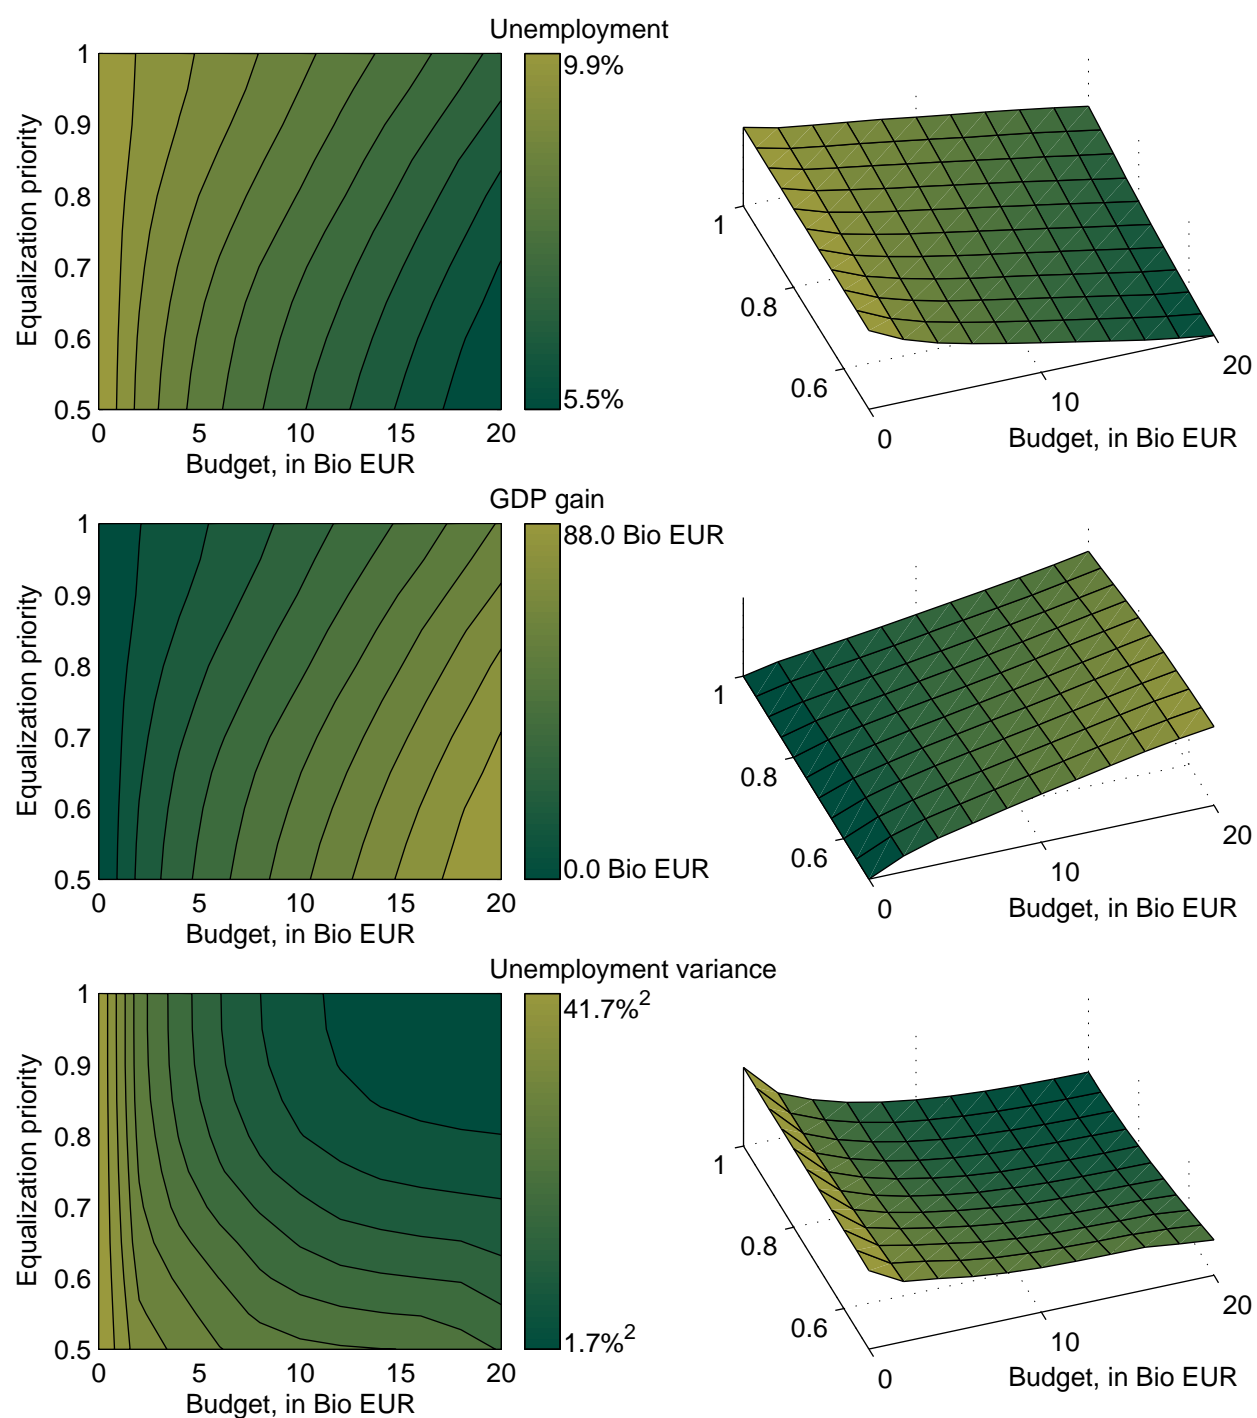 Unemployment
1
0.9
0.8
0.7
0.6
0.5
0 5 10 15 20
Equalization priority
Budget, in Bio EUR
9.9%
5.5%
1
0.8
0.6
0 10 20
Budget, in Bio EUR
GDP gain
1
0.9
0.8
0.7
0.6
0.5
0 5 10 15 20
Equalization priority
Budget, in Bio EUR
88.0 Bio EUR
0.0 Bio EUR
1
0.8
0.6
0 10 20
Budget, in Bio EUR
Unemployment variance
1
0.9
0.8
0.7
0.6
0.5
0 5 10 15 20
Equalization priority
Budget, in Bio EUR
41.7%²
1.7%²
1
0.8
0.6
0 10 20
Budget, in Bio EUR